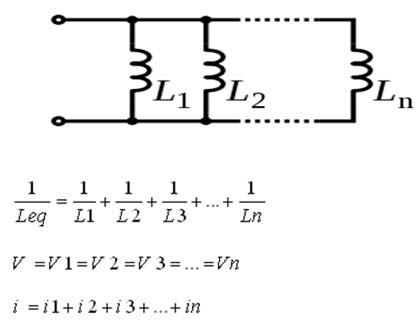 L1 L2 Ln
1/Leq = 1/L1 + 1/L2 + 1/L3 + ... + 1/Ln
V = V1 = V2 = V3 = ... = Vn
i = i1 + i2 + i3 + ... + in